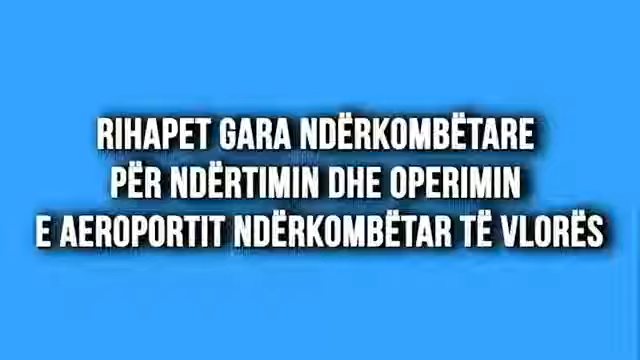 RIHAPET GARA NDËRKOMBËTARE
PËR NDËRTIMIN DHE OPERIMIN
E AEROPORTIT NDËRKOMBËTAR TË VLORËS